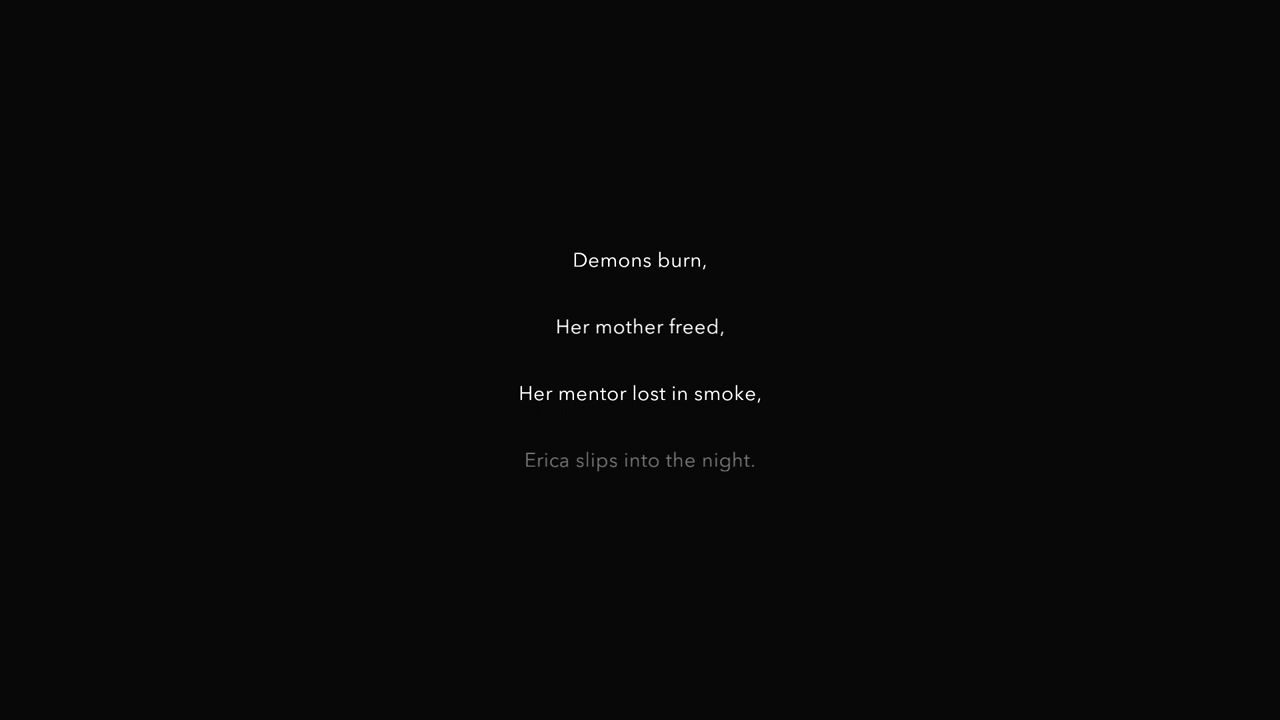 Demons burn,
Her mother freed,
Her mentor lost in smoke,
Erica slips into the night.